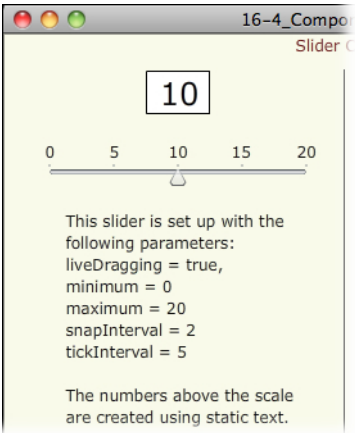 16-4_Compo
Slider
10
0 5 10 15 20
This slider is set up with the
following parameters:
liveDragging = true,
minimum = 0
maximum = 20
snapInterval = 2
tickInterval = 5
The numbers above the scale
are created using static text.